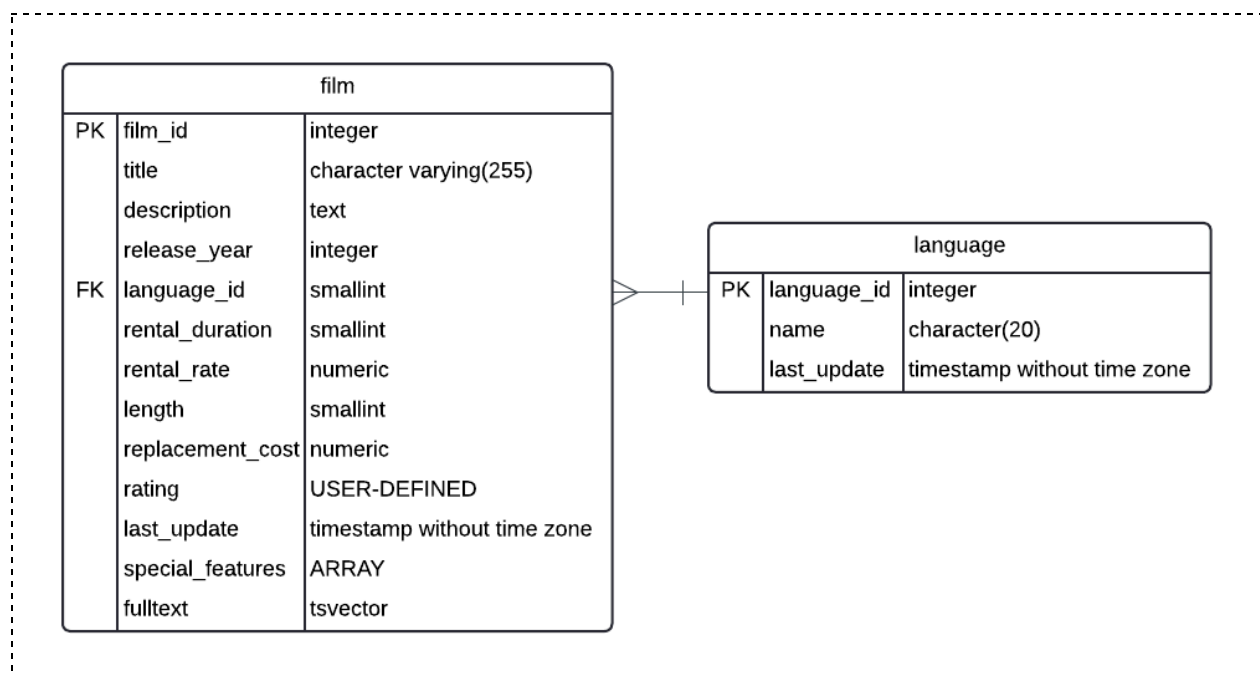 film
PK film_id integer
title character varying(255)
description text
release_year integer
FK language_id smallint
rental_duration smallint
rental_rate numeric
length smallint
replacement_cost numeric
rating USER-DEFINED
last_update timestamp without time zone
special_features ARRAY
fulltext tsvector
language
PK language_id integer
name character(20)
last_update timestamp without time zone